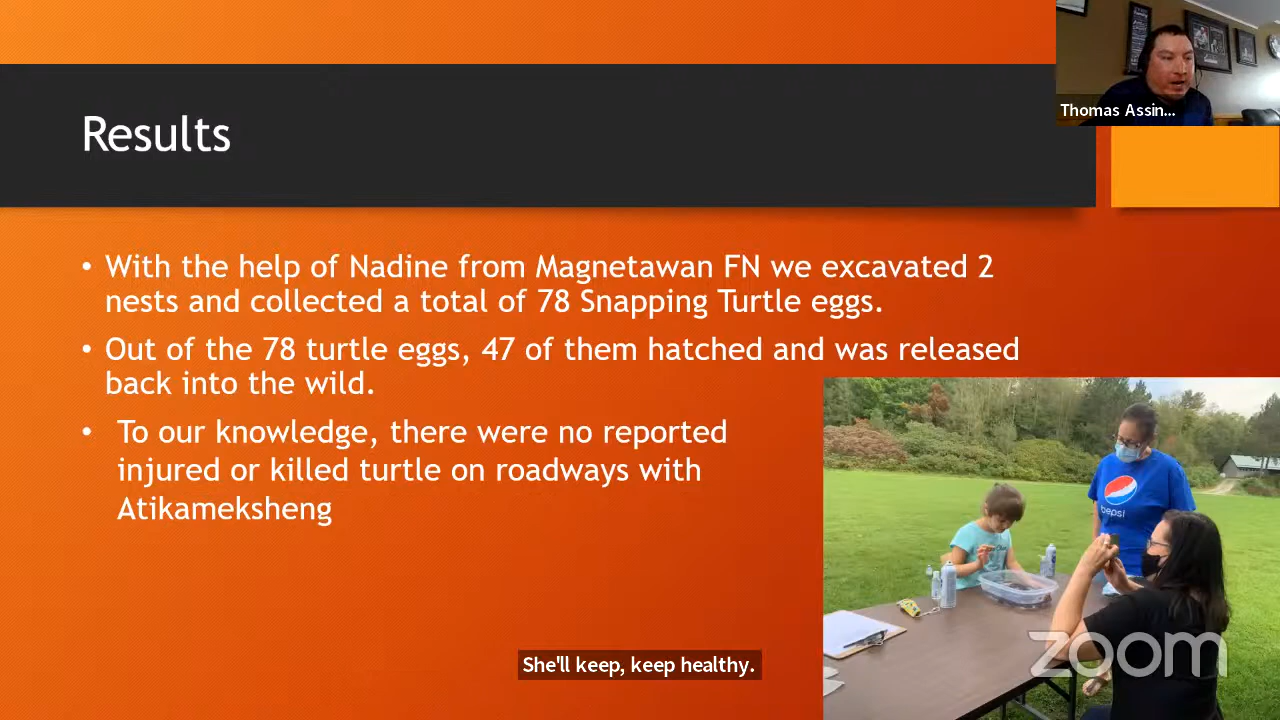 Thomas Assin...
Results
• With the help of Nadine from Magnetawan FN we excavated 2
nests and collected a total of 78 Snapping Turtle eggs.
• Out of the 78 turtle eggs, 47 of them hatched and was released
back into the wild.
• To our knowledge, there were no reported
injured or killed turtle on roadways with
Atikameksheng
pepsi
She'll keep, keep healthy.
zoom